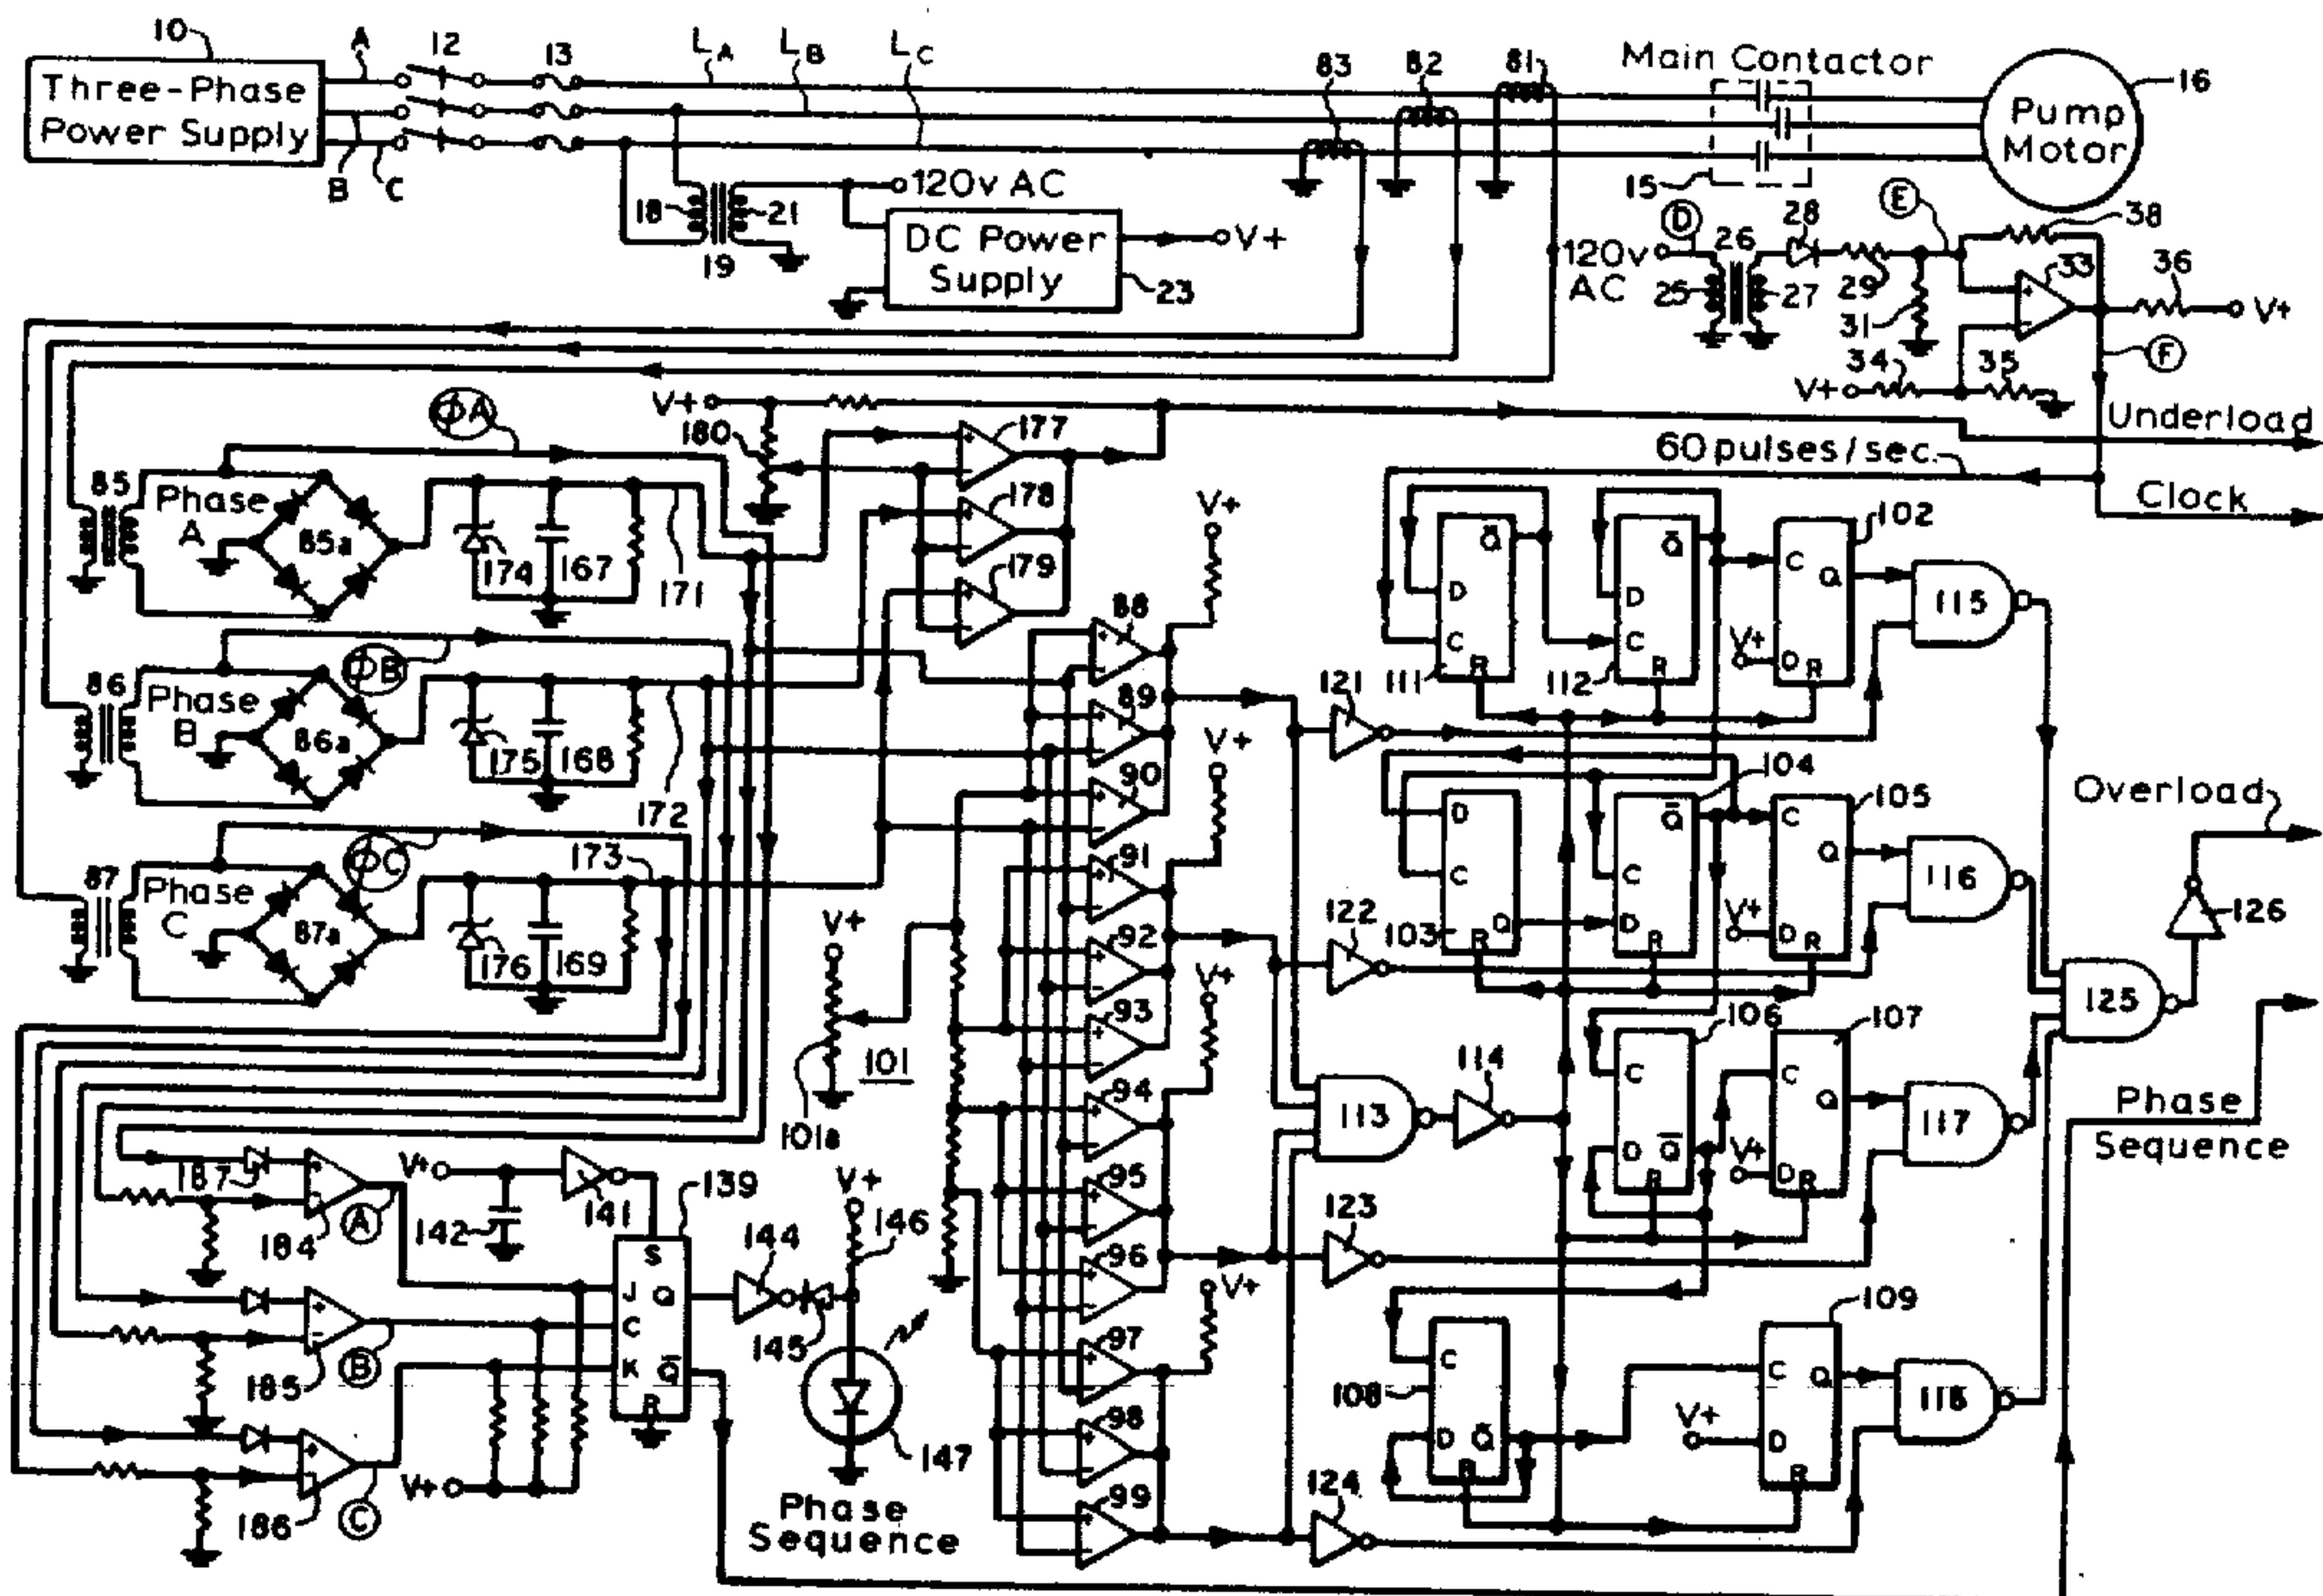 10 A 12 13 LA LB LC 83 82 81 Main Contactor 16
Three-Phase
Power Supply
Pump
Motor
B C
15
18 21 120v AC
19
DC Power
Supply
V+
23
D
120v
AC
25 26 27 28 29 31 E 38 33 36 V+
34 35 V+ F
Underload
60 pulses/sec.
Clock
ΦA
V+
180
177
178
179
85 Phase
A
85a
174 167 171
ΦB
86 Phase
B
86a
175 168 172
ΦC
87 Phase
C
87a
176 169 173
V+
88
89
90
V+
91
92
93
V+
94
95
96
V+
97
98
99
V+
101
101a
Q̄ D C R 111
Q̄ D C R 112
102 C Q V+ D R
115
121
D C Q R 103
104 Q̄ C D R
105 C Q V+ D R
116
122
Overload
126
125
113 114
106 C D Q̄ R
107 C Q V+ D R
117
123
Phase
Sequence
108 C D Q̄ R
109 C Q V+ D R
118
124
187
184 A
185 B
186 C
V+
142 141
139
S
J Q
C
K Q̄
R
V+
144 145
V+
146
147
Phase
Sequence